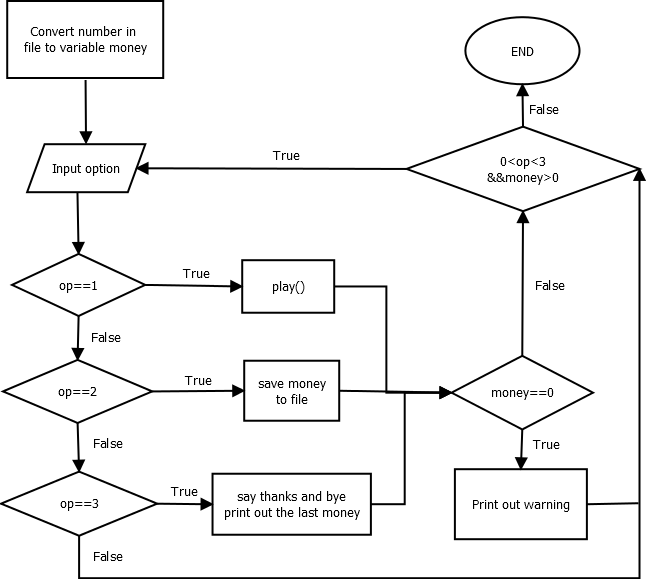 Convert number in
file to variable money
END
False
True
0<op<3
&&money>0
Input option
op==1
True
play()
False
False
op==2
True
save money
to file
money==0
False
True
op==3
True
say thanks and bye
print out the last money
Print out warning
False